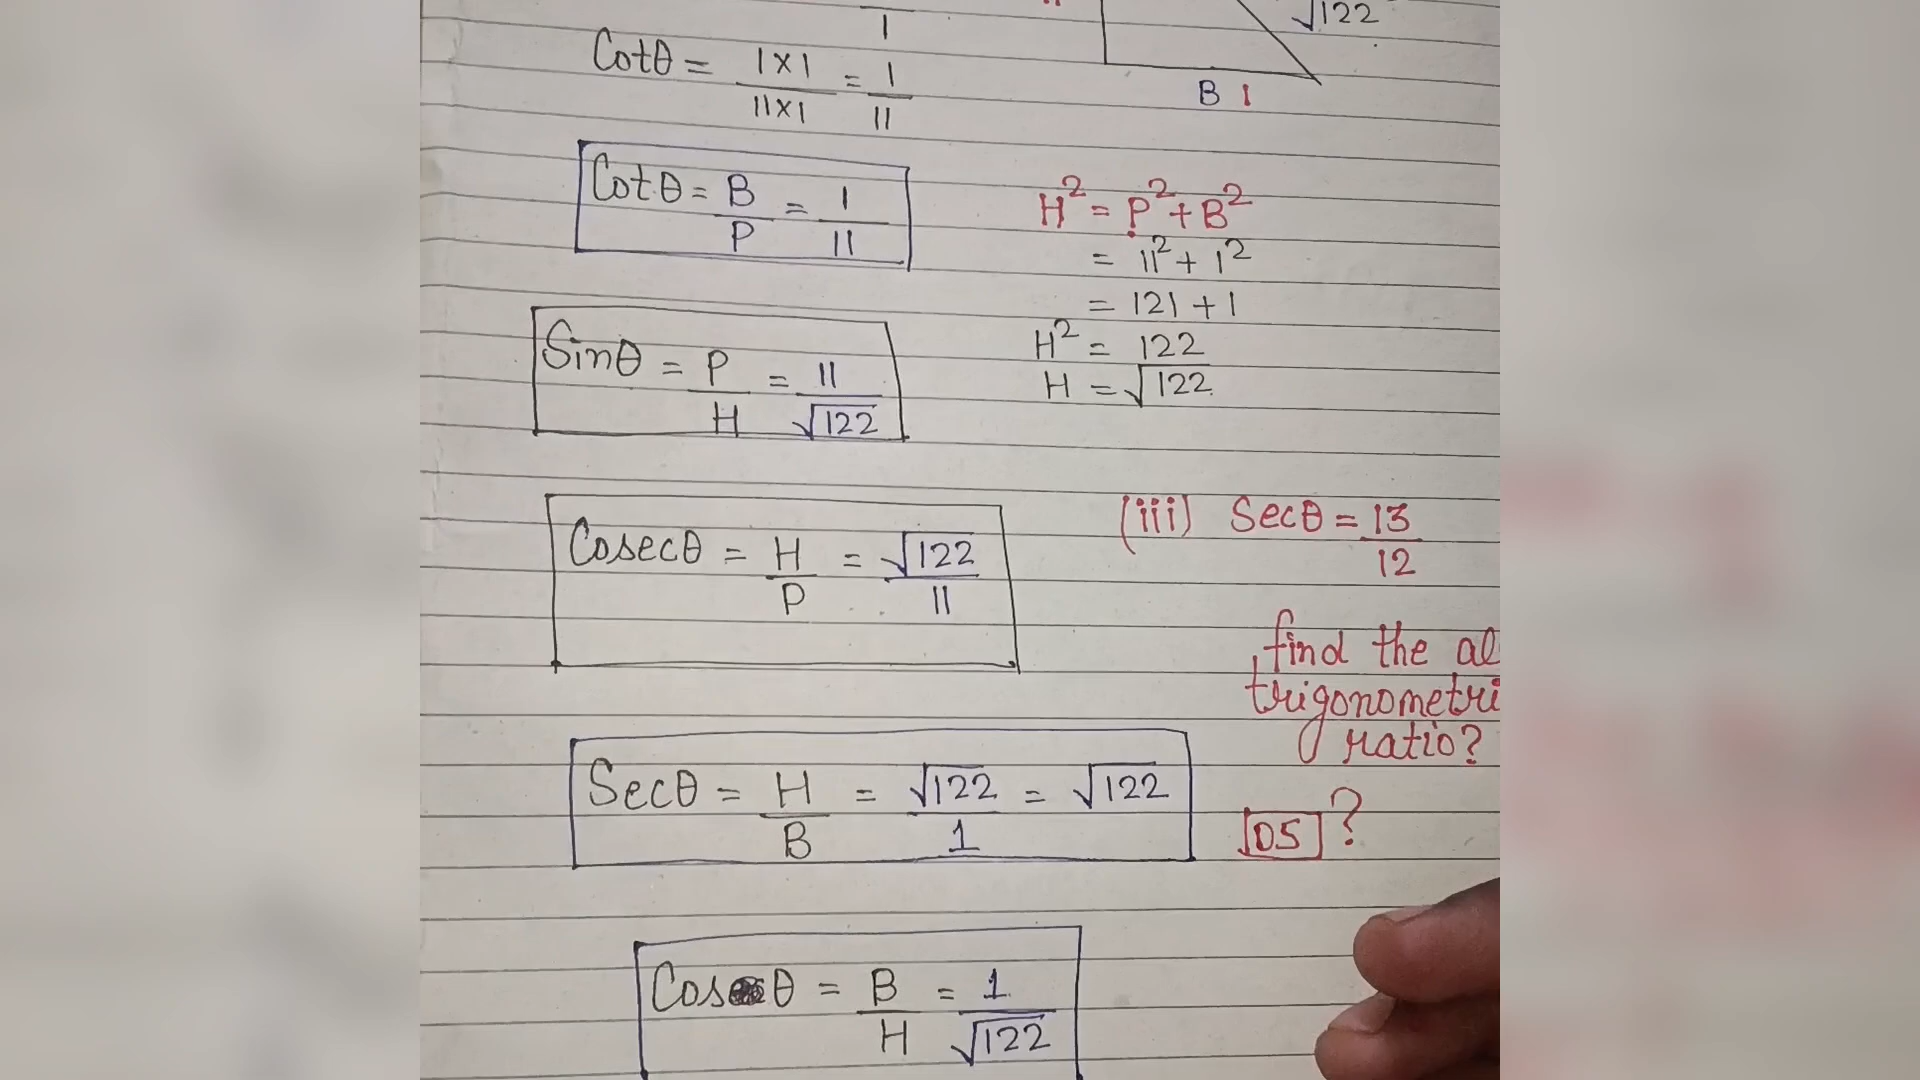 1
√122
Cotθ = 1×1/11×1 = 1/11
B 1
Cotθ = B/P = 1/11
H² = P² + B²
= 11² + 1²
= 121 + 1
H² = 122
H = √122
Sinθ = P/H = 11/√122
Cosecθ = H/P = √122/11
(iii) Secθ = 13/12
find the al
trigonometri
ratio?
Secθ = H/B = √122/1 = √122
05 ?
Cosθ = B/H = 1/√122